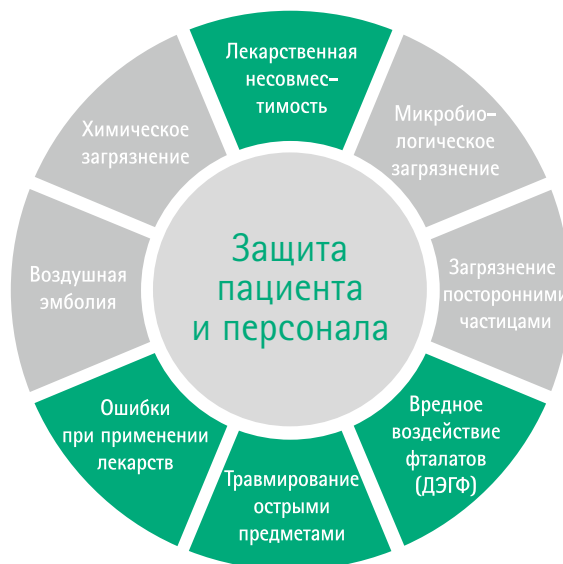 Лекарственная
несовмес-
тимость
Микробио-
логическое
загрязнение
Загрязнение
посторонними
частицами
Вредное
воздействие
фталатов
(ДЭГФ)
Травмирование
острыми
предметами
Ошибки
при применении
лекарств
Воздушная
эмболия
Химическое
загрязнение
Защита
пациента
и персонала